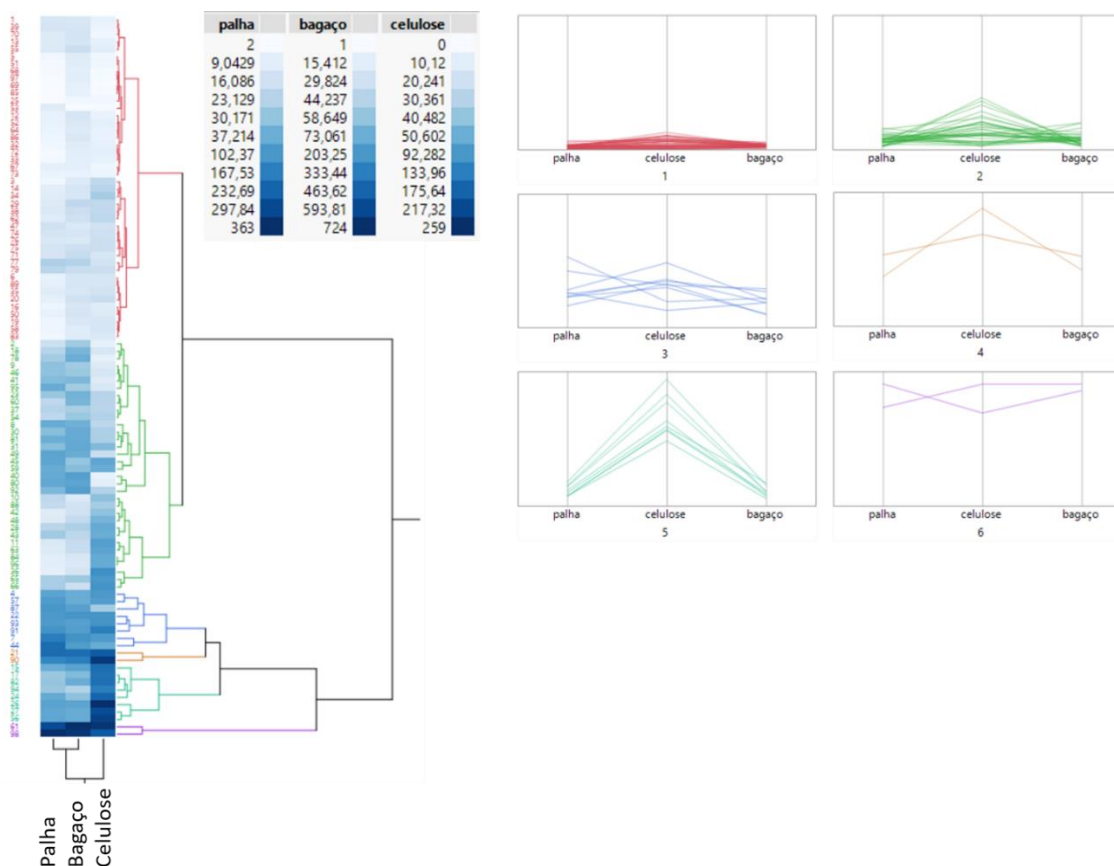 palha bagaço celulose
2 1 0
9,0429 15,412 10,12
16,086 29,824 20,241
23,129 44,237 30,361
30,171 58,649 40,482
37,214 73,061 50,602
102,37 203,25 92,282
167,53 333,44 133,96
232,69 463,62 175,64
297,84 593,81 217,32
363 724 259
Palha
Bagaço
Celulose
palha celulose bagaço
1
palha celulose bagaço
2
palha celulose bagaço
3
palha celulose bagaço
4
palha celulose bagaço
5
palha celulose bagaço
6